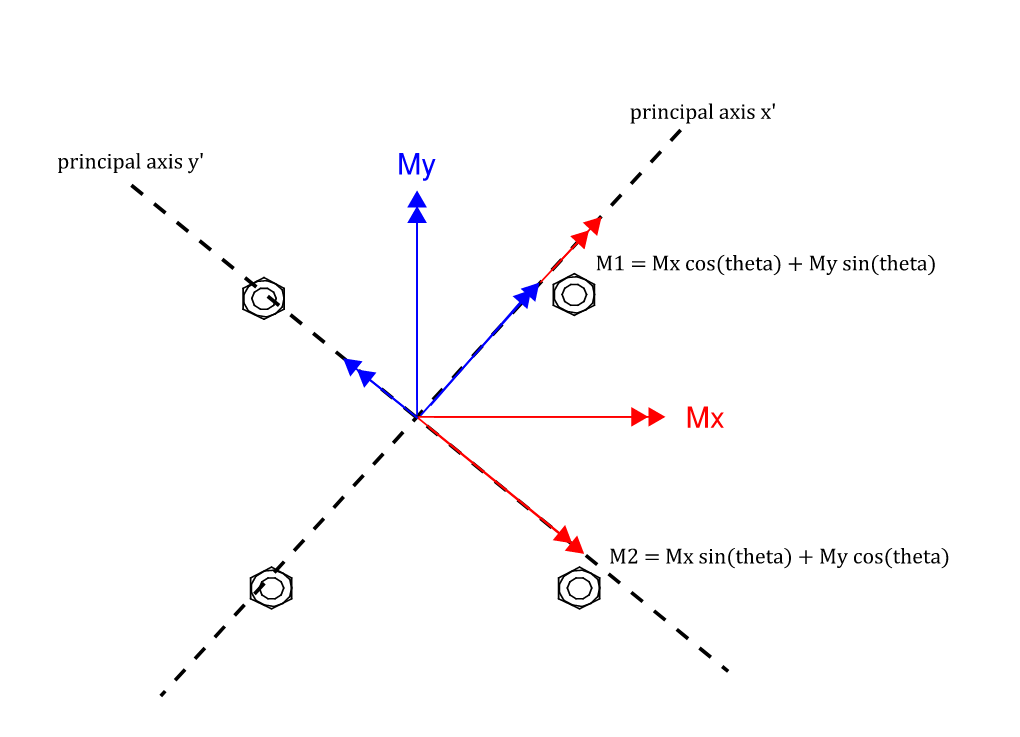 principal axis x'
principal axis y'
My
M1 = Mx cos(theta) + My sin(theta)
Mx
M2 = Mx sin(theta) + My cos(theta)